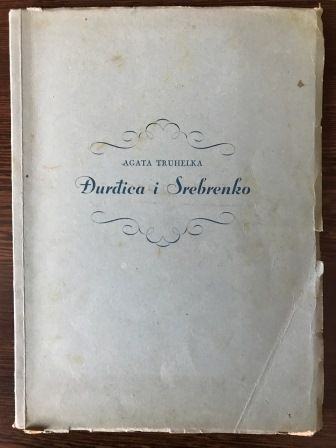 AGATA TRUHELKA
Đurđica i Srebrenko